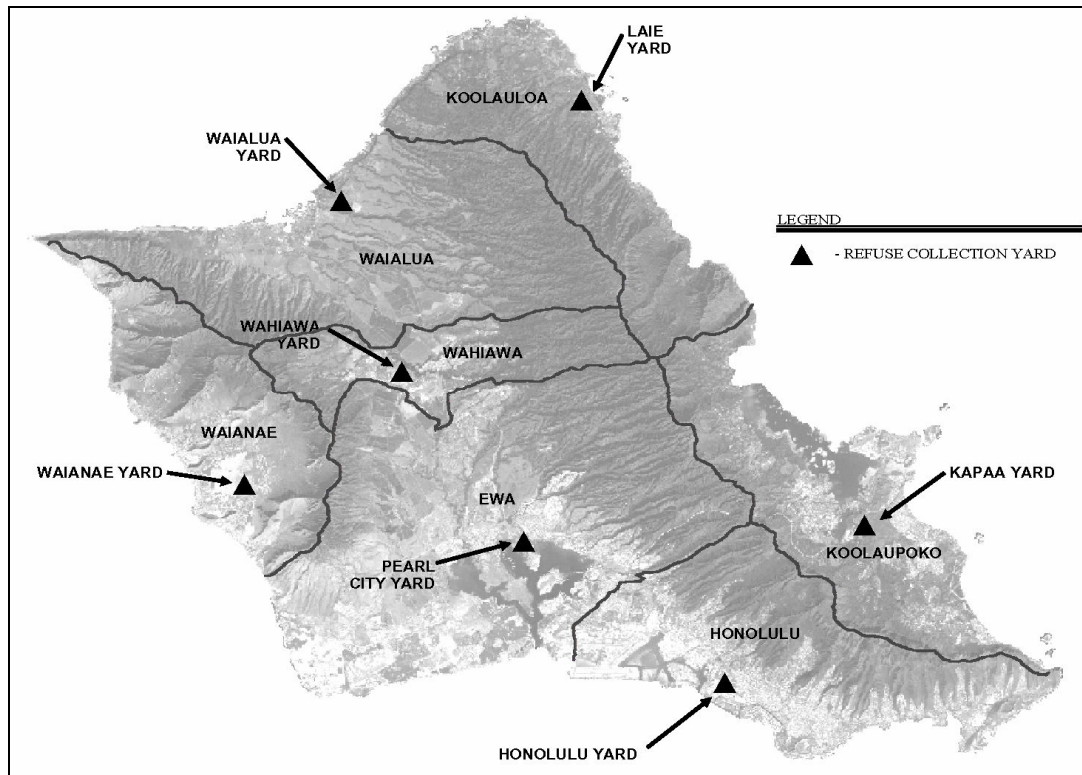 LAIE
YARD
KOOLAULOA
WAIALUA
YARD
LEGEND
- REFUSE COLLECTION YARD
WAIALUA
WAHIAWA
YARD
WAHIAWA
WAIANAE
WAIANAE YARD
KAPAA YARD
EWA
KOOLAUPOKO
PEARL
CITY YARD
HONOLULU
HONOLULU YARD